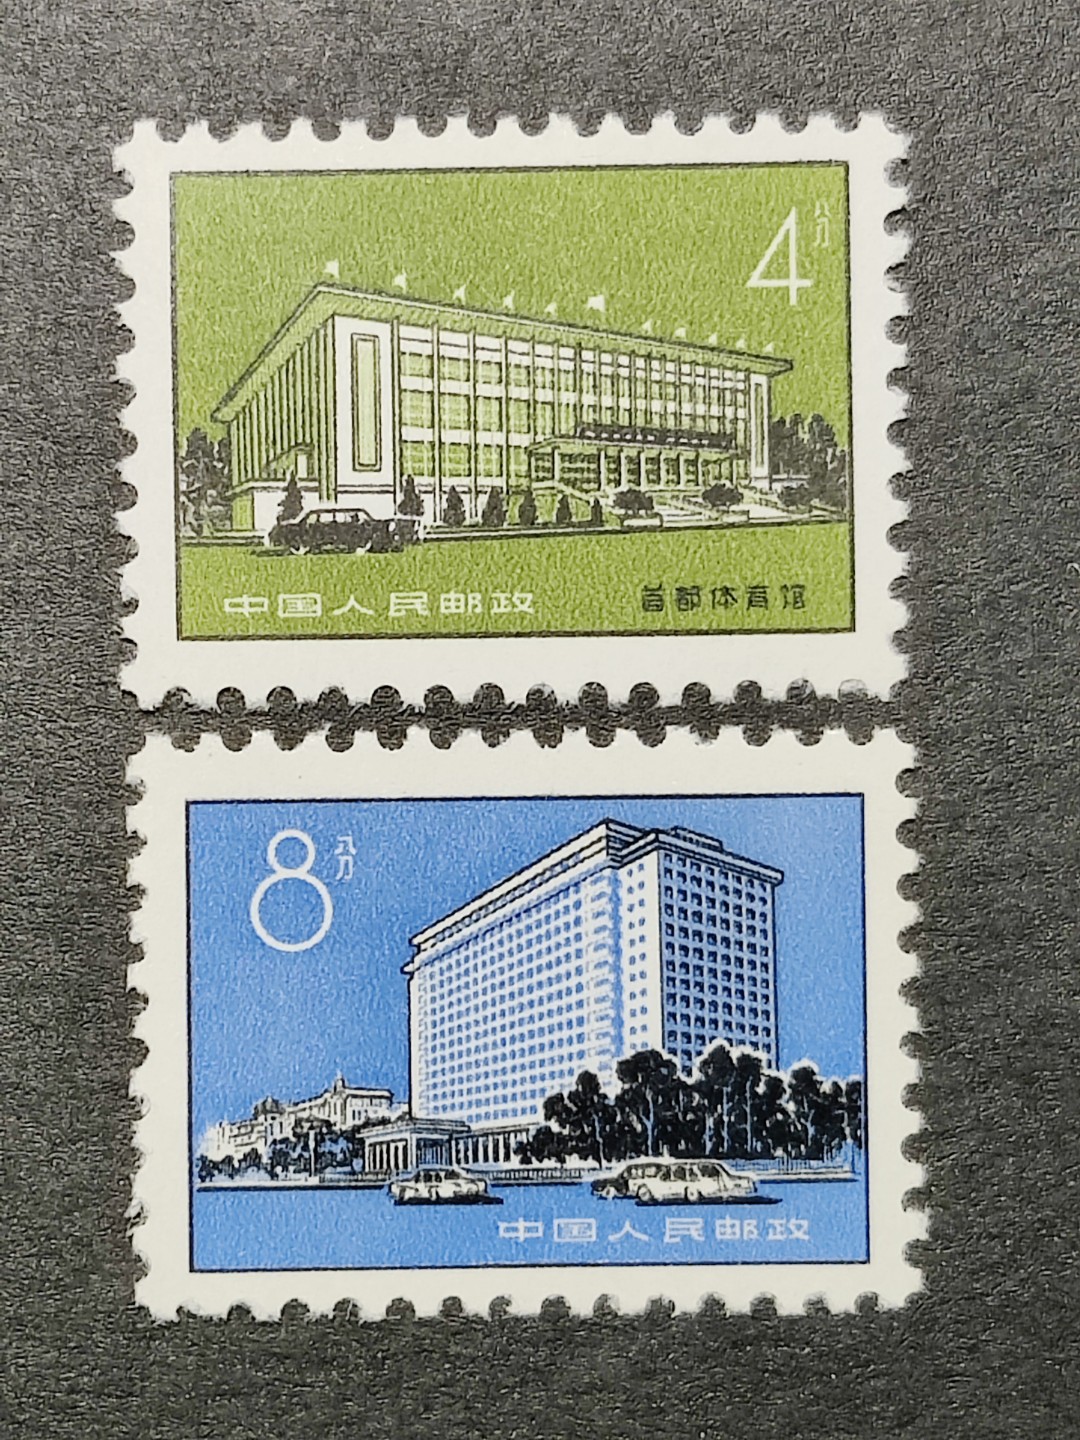 4分
中国人民邮政 首都体育馆
8分
中国人民邮政